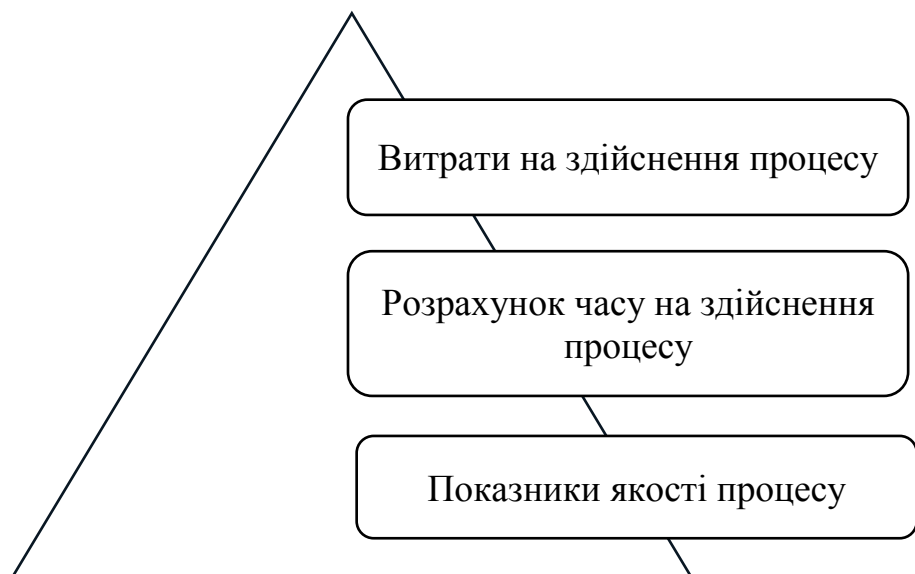 Витрати на здійснення процесу
Розрахунок часу на здійснення
процесу
Показники якості процесу